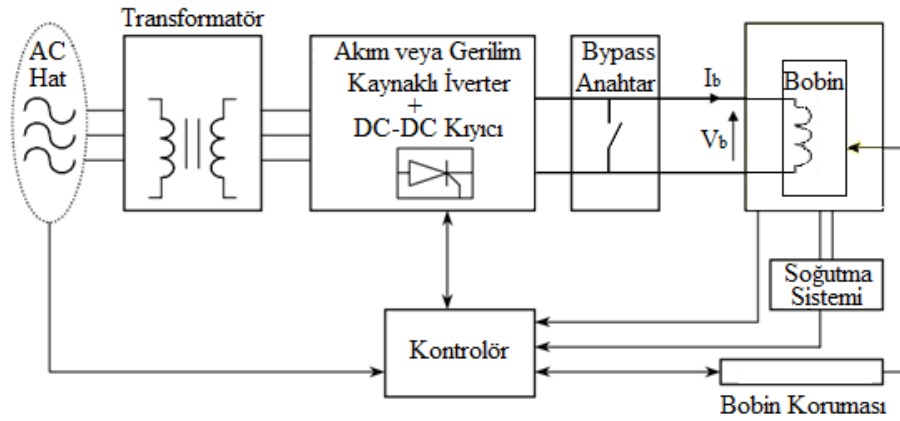 Transformatör
AC
Hat
Akım veya Gerilim
Kaynaklı İverter
+
DC-DC Kıyıcı
Bypass
Anahtar
Ib
Vb
Bobin
Soğutma
Sistemi
Kontrolör
Bobin Koruması